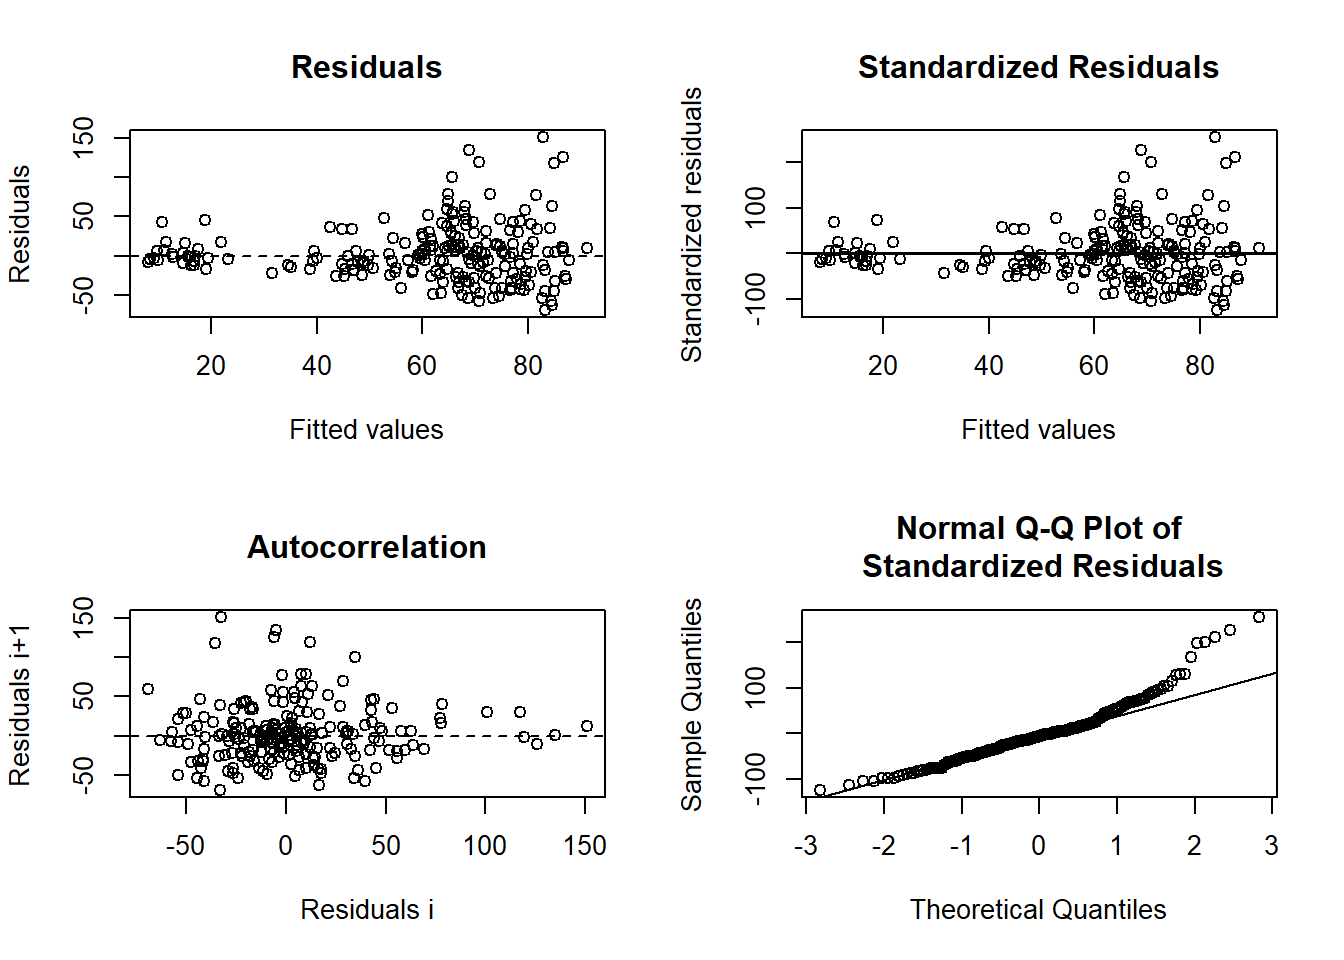 Residuals
Residuals
150
50
-50
20 40 60 80
Fitted values
Standardized Residuals
Standardized residuals
100
-100
20 40 60 80
Fitted values
Autocorrelation
Residuals i+1
150
50
-50
-50 0 50 100 150
Residuals i
Normal Q-Q Plot of
Standardized Residuals
Sample Quantiles
100
-100
-3 -2 -1 0 1 2 3
Theoretical Quantiles